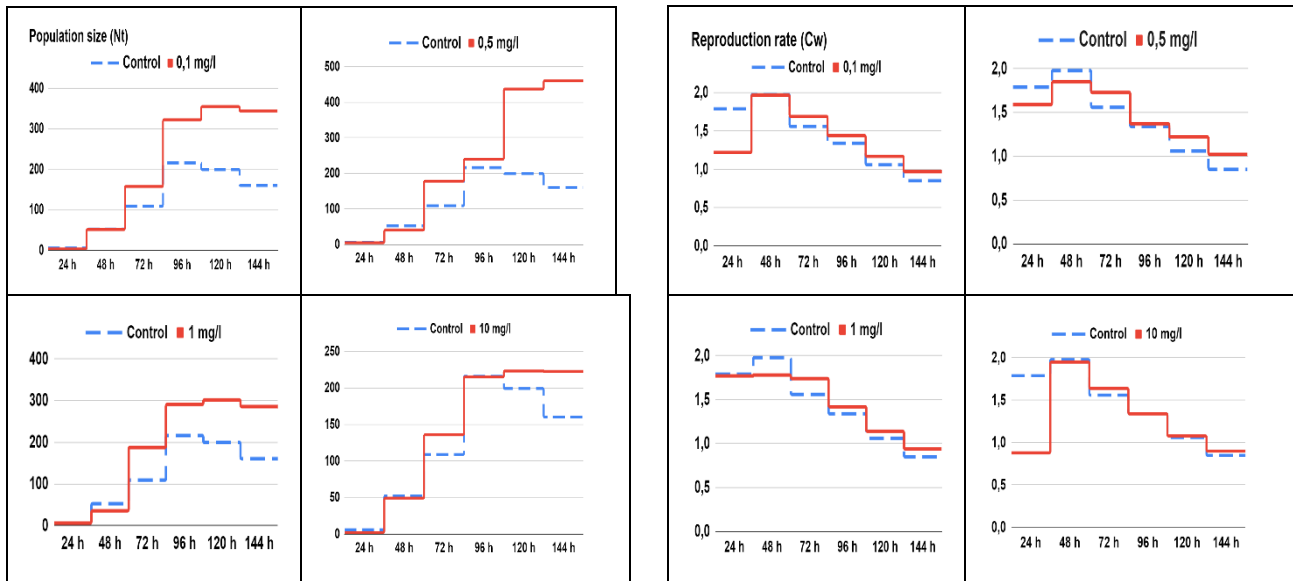 Population size (Nt)
Control 0,1 mg/l
400
300
200
100
0
24 h 48 h 72 h 96 h 120 h 144 h
Control 0,5 mg/l
500
400
300
200
100
0
24 h 48 h 72 h 96 h 120 h 144 h
Reproduction rate (Cw)
Control 0,1 mg/l
2,0
1,5
1,0
0,5
0,0
24 h 48 h 72 h 96 h 120 h 144 h
Control 0,5 mg/l
2,0
1,5
1,0
0,5
0,0
24 h 48 h 72 h 96 h 120 h 144 h
Control 1 mg/l
400
300
200
100
0
24 h 48 h 72 h 96 h 120 h 144 h
Control 10 mg/l
250
200
150
100
50
0
24 h 48 h 72 h 96 h 120 h 144 h
Control 1 mg/l
2,0
1,5
1,0
0,5
0,0
24 h 48 h 72 h 96 h 120 h 144 h
Control 10 mg/l
2,0
1,5
1,0
0,5
0,0
24 h 48 h 72 h 96 h 120 h 144 h